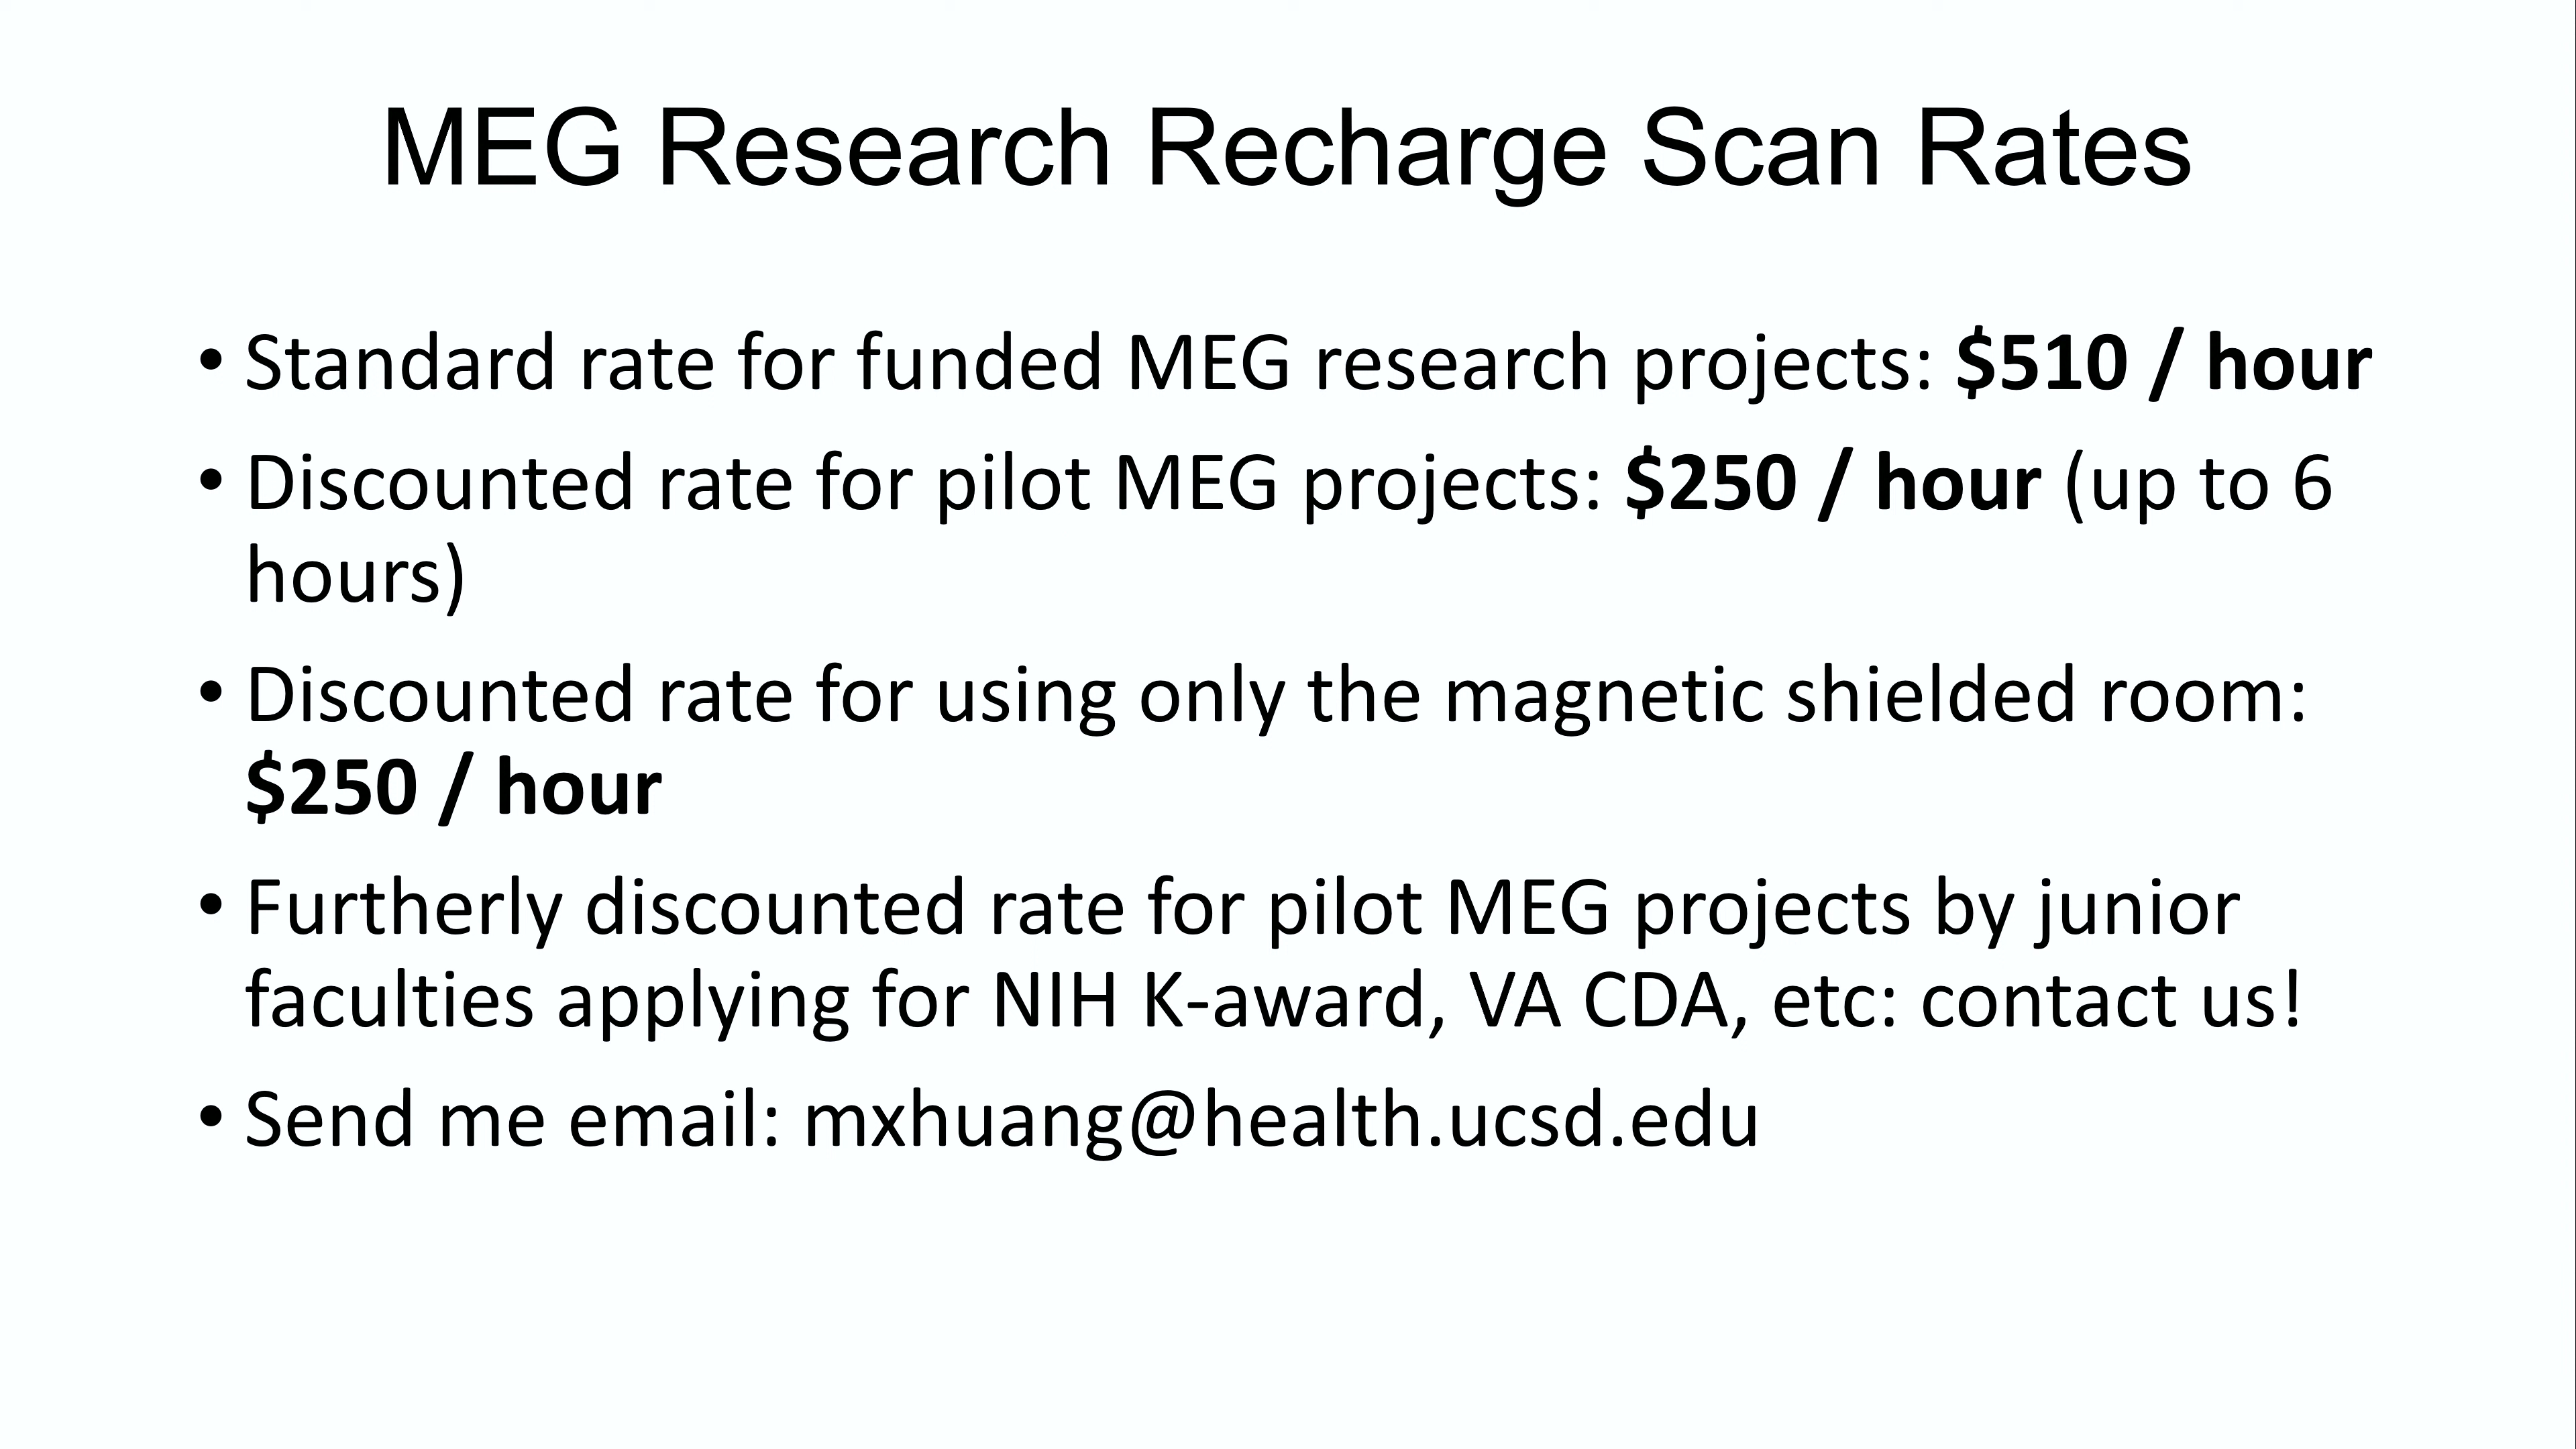 MEG Research Recharge Scan Rates
• Standard rate for funded MEG research projects: $510 / hour
• Discounted rate for pilot MEG projects: $250 / hour (up to 6
hours)
• Discounted rate for using only the magnetic shielded room:
$250 / hour
• Furtherly discounted rate for pilot MEG projects by junior
faculties applying for NIH K-award, VA CDA, etc: contact us!
• Send me email: mxhuang@health.ucsd.edu